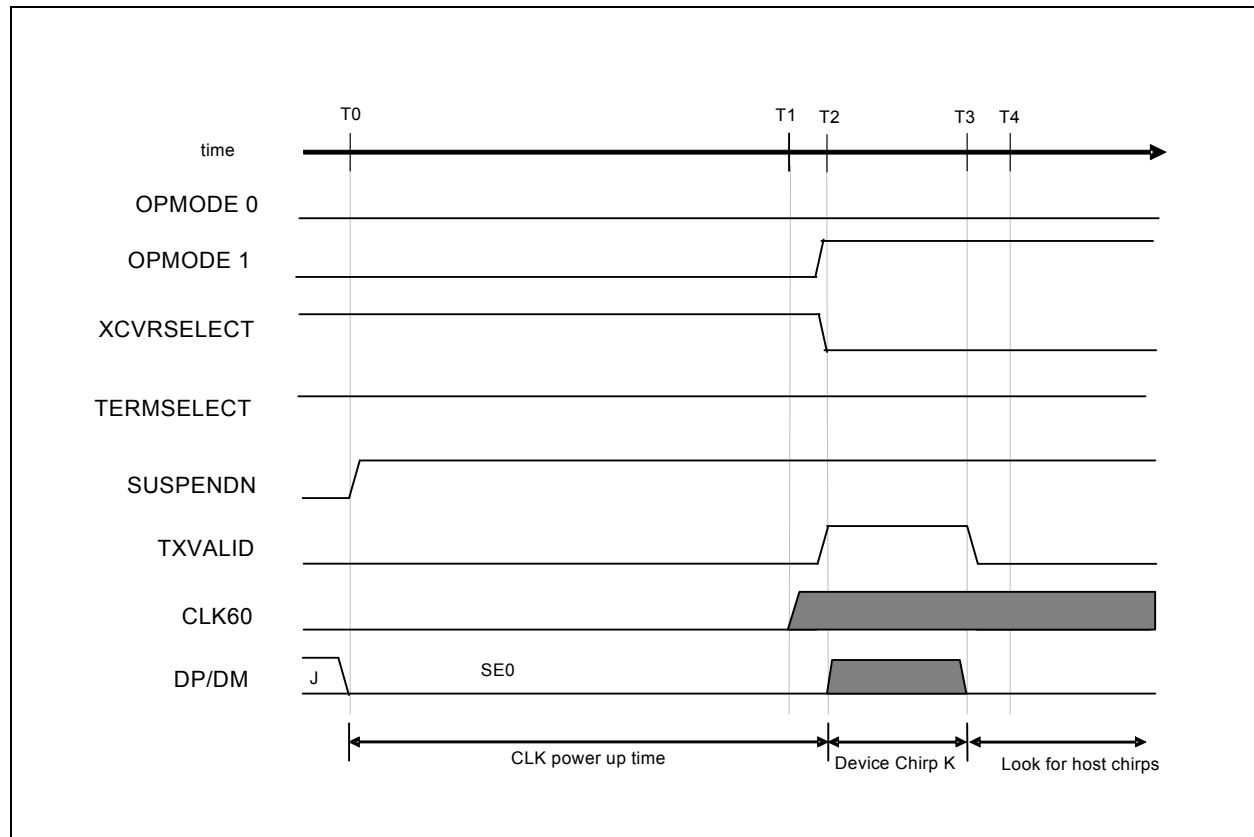 T0 T1 T2 T3 T4
time
OPMODE 0
OPMODE 1
XCVRSELECT
TERMSELECT
SUSPENDN
TXVALID
CLK60
DP/DM J SE0
CLK power up time Device Chirp K Look for host chirps